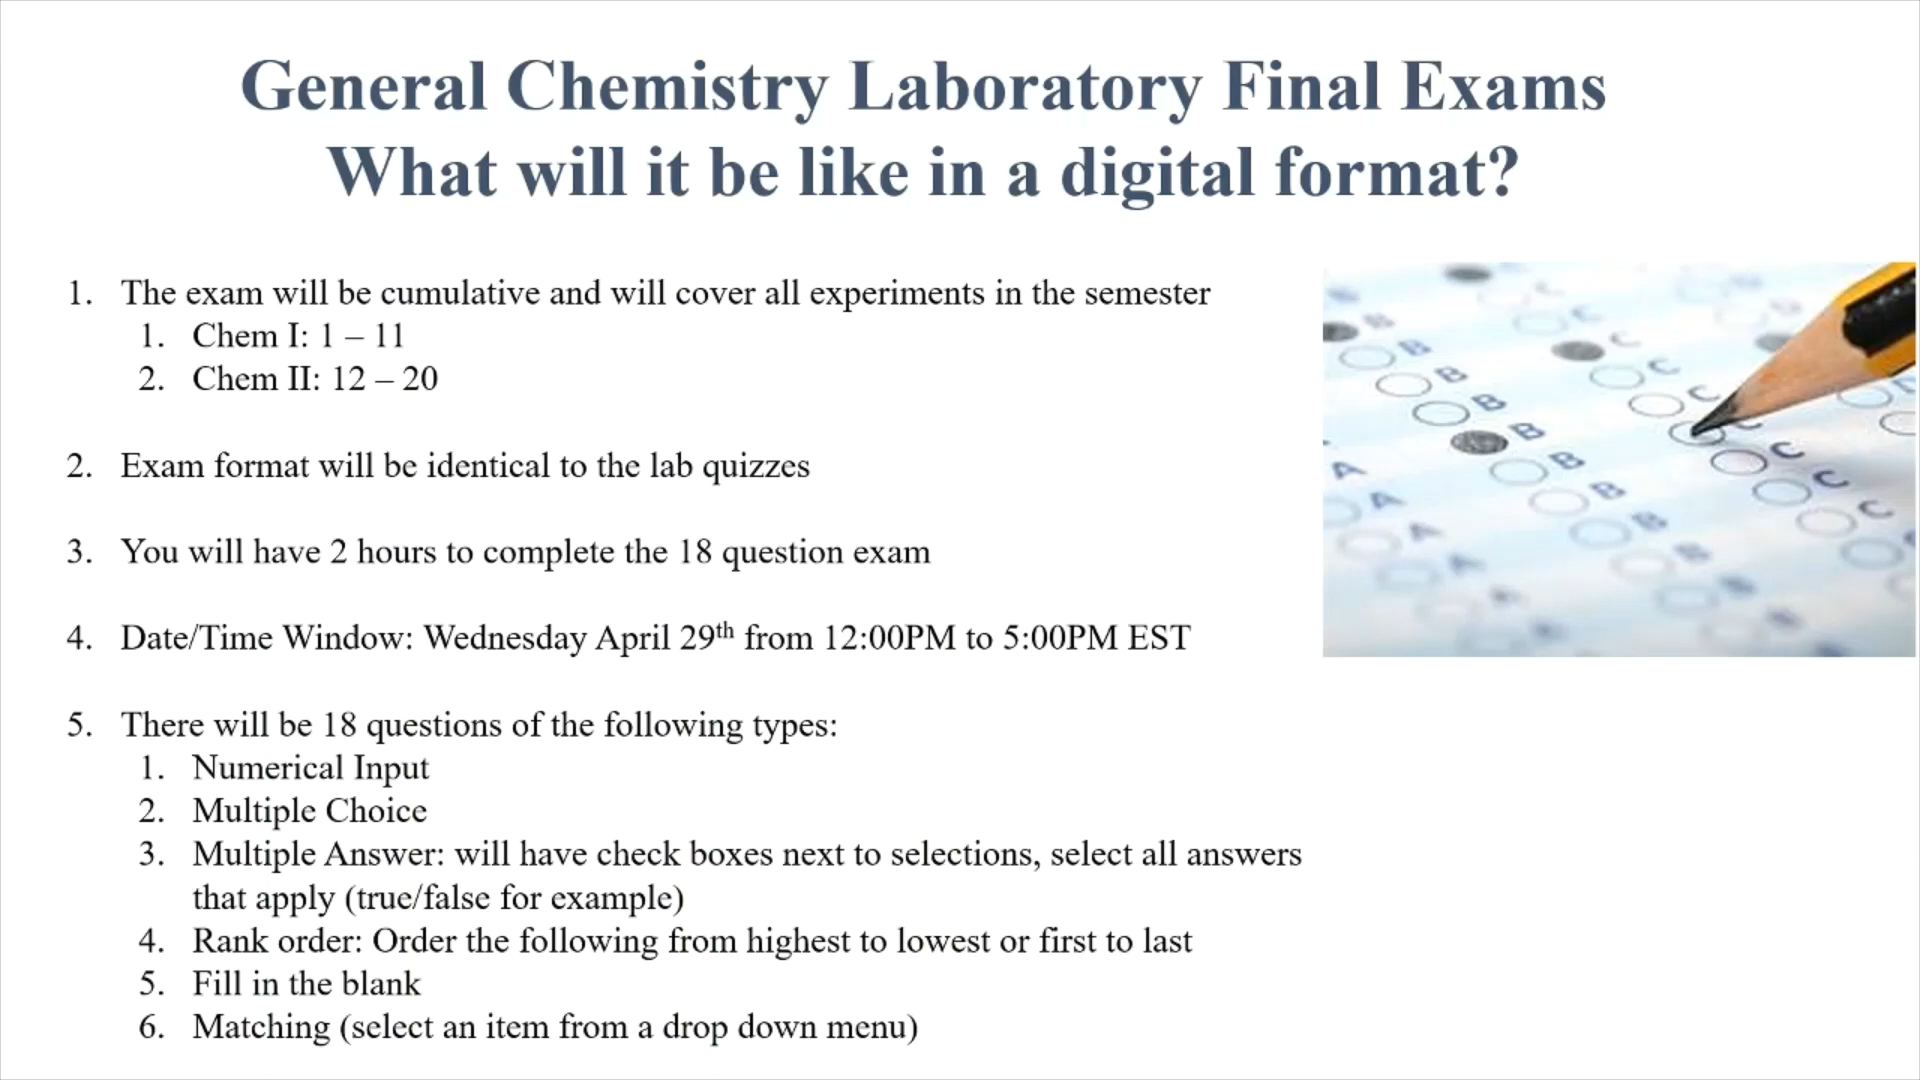 General Chemistry Laboratory Final Exams
What will it be like in a digital format?
1. The exam will be cumulative and will cover all experiments in the semester
1. Chem I: 1 – 11
2. Chem II: 12 – 20
2. Exam format will be identical to the lab quizzes
3. You will have 2 hours to complete the 18 question exam
4. Date/Time Window: Wednesday April 29th from 12:00PM to 5:00PM EST
5. There will be 18 questions of the following types:
1. Numerical Input
2. Multiple Choice
3. Multiple Answer: will have check boxes next to selections, select all answers
that apply (true/false for example)
4. Rank order: Order the following from highest to lowest or first to last
5. Fill in the blank
6. Matching (select an item from a drop down menu)